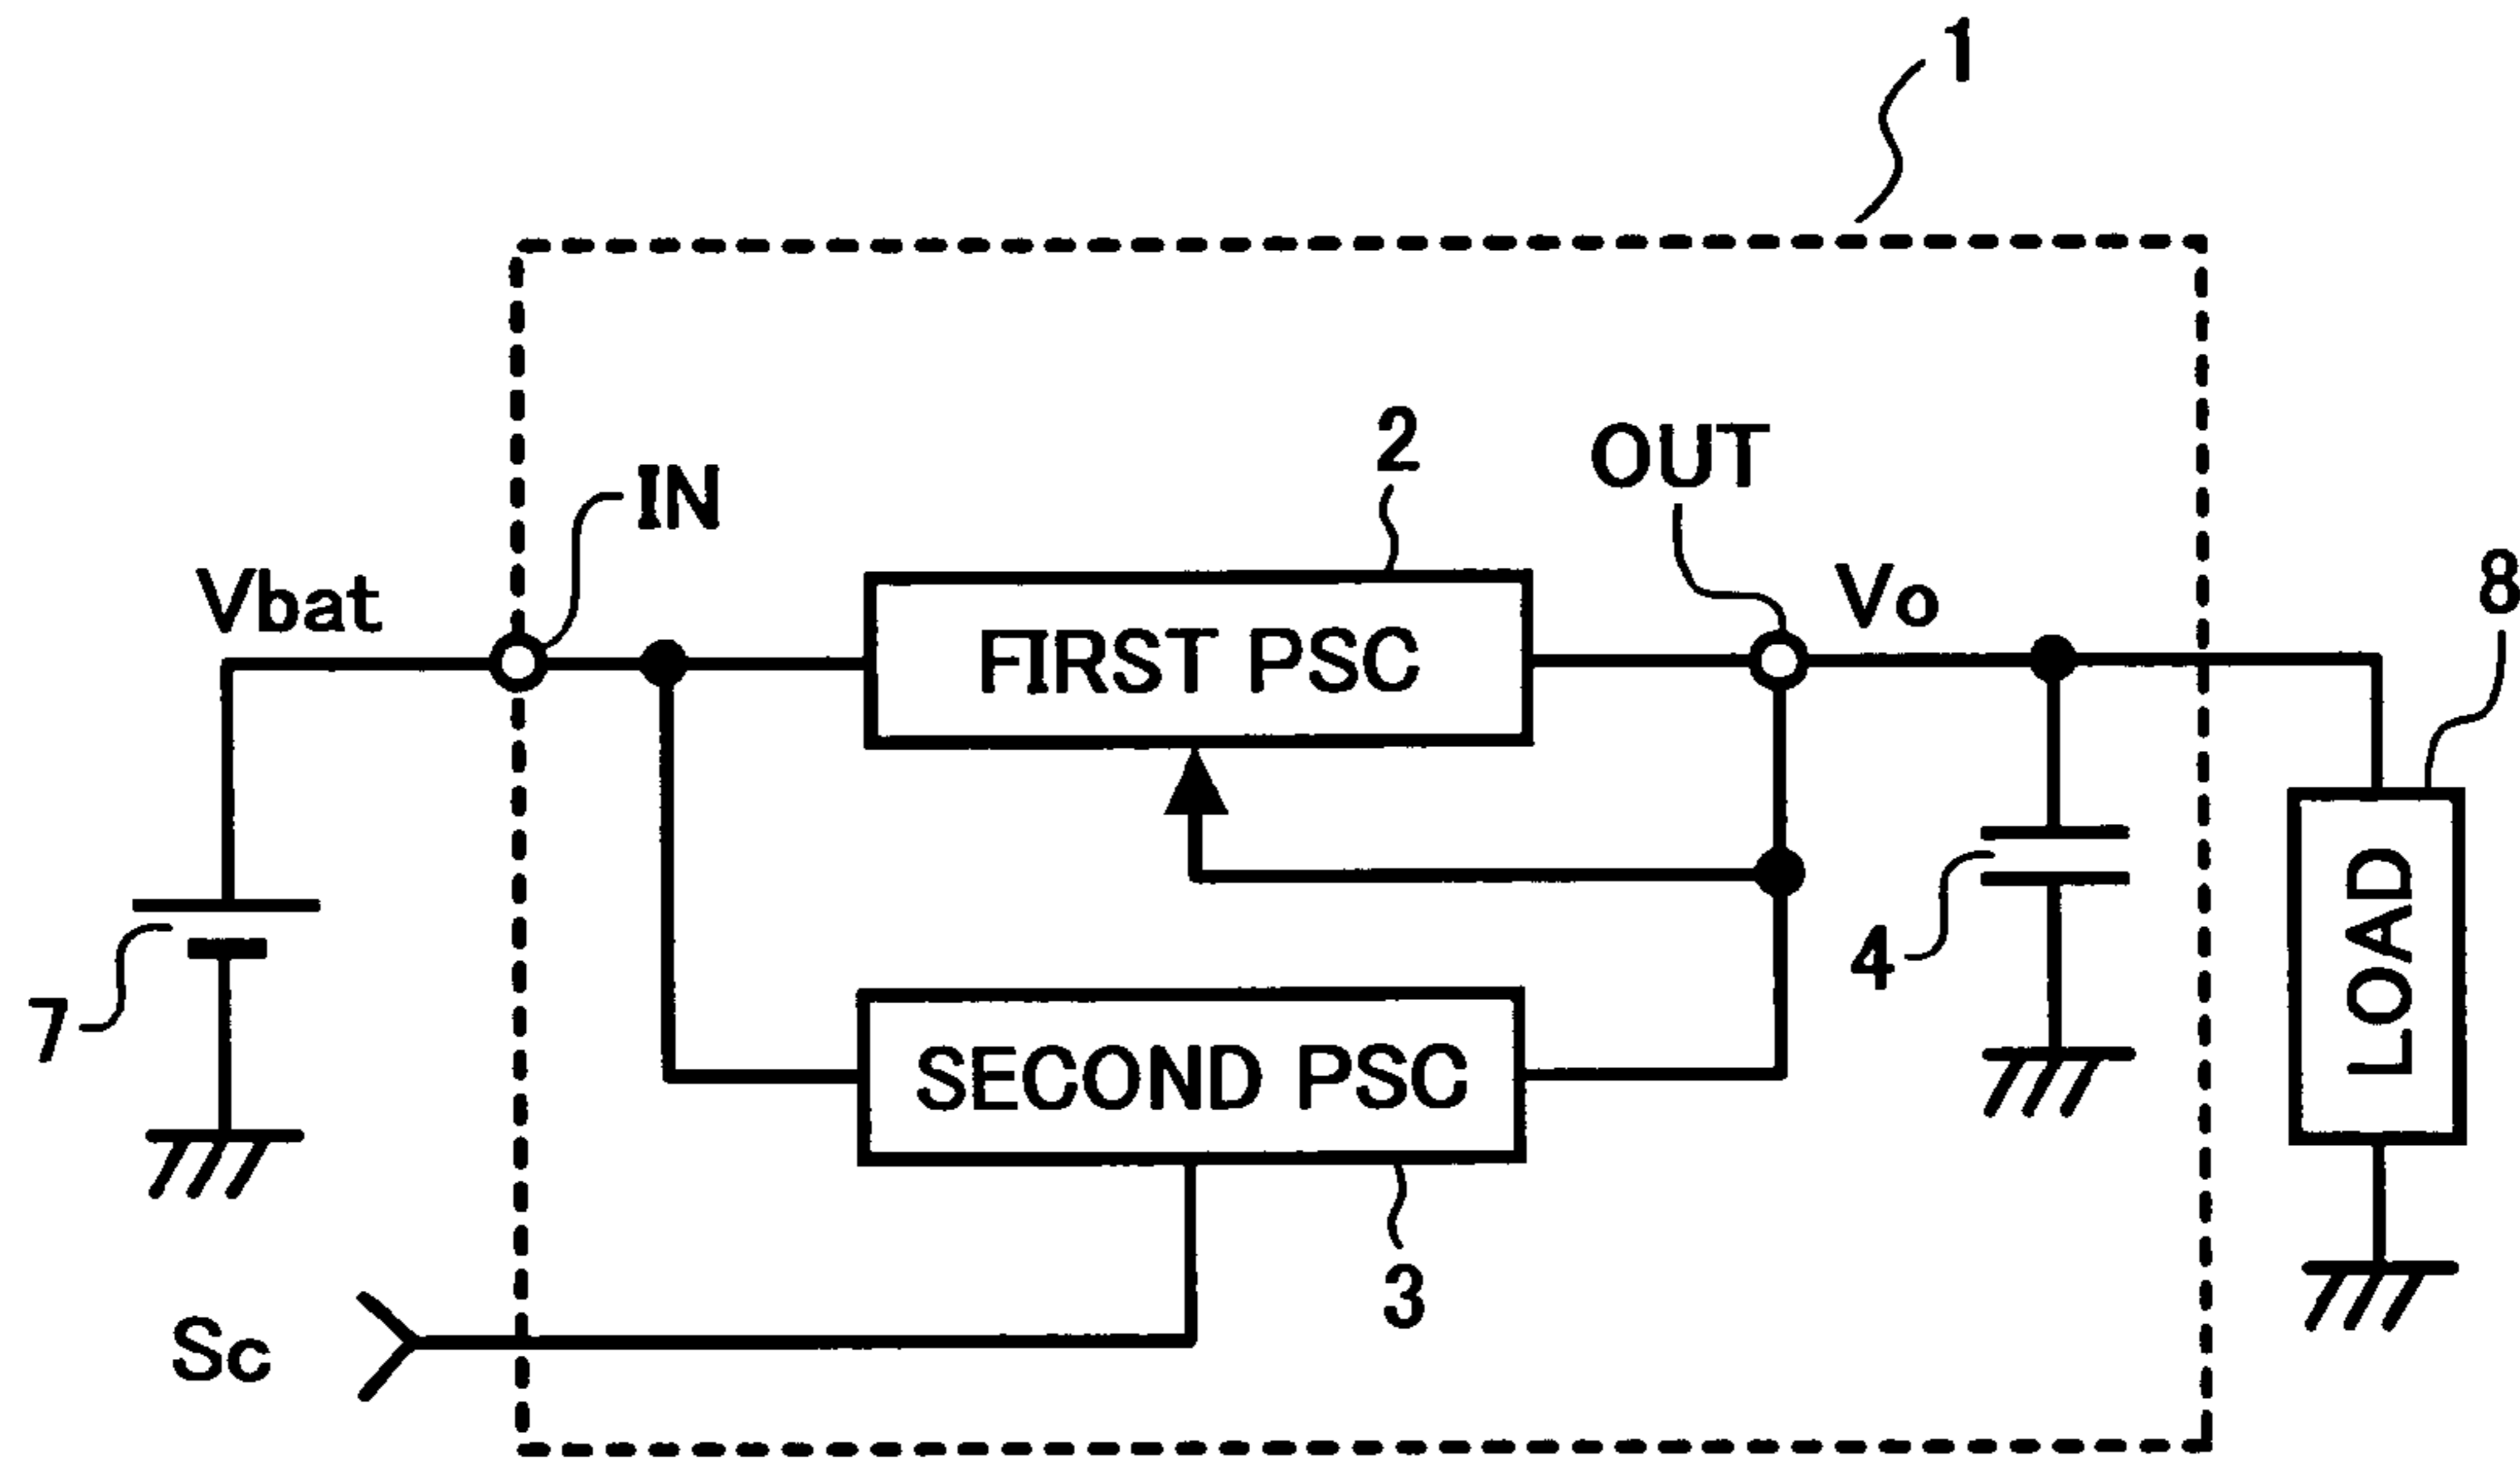 1
2
OUT
IN
Vbat
Vo
8
FIRST PSC
4
LOAD
7
SECOND PSC
3
Sc